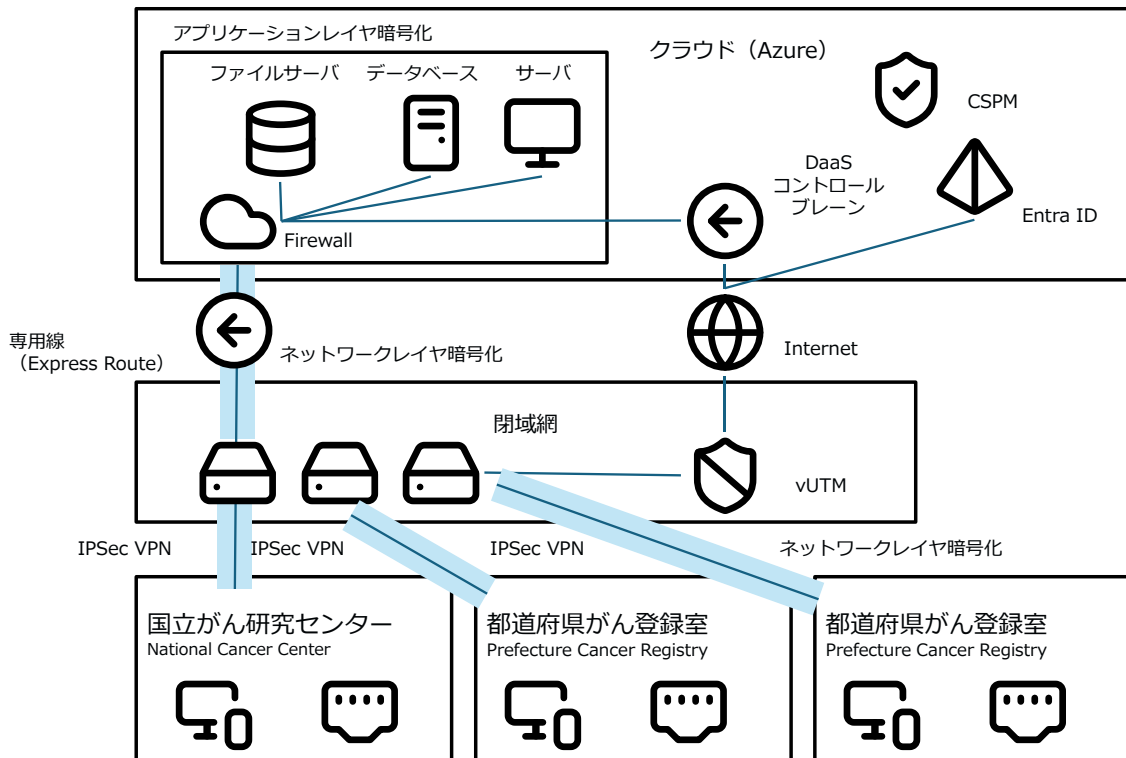 アプリケーションレイヤ暗号化
クラウド（Azure）
ファイルサーバ
データベース
サーバ
CSPM
DaaS
コントロール
プレーン
Entra ID
Firewall
専用線
（Express Route）
ネットワークレイヤ暗号化
Internet
閉域網
vUTM
IPSec VPN
IPSec VPN
IPSec VPN
ネットワークレイヤ暗号化
国立がん研究センター
National Cancer Center
都道府県がん登録室
Prefecture Cancer Registry
都道府県がん登録室
Prefecture Cancer Registry